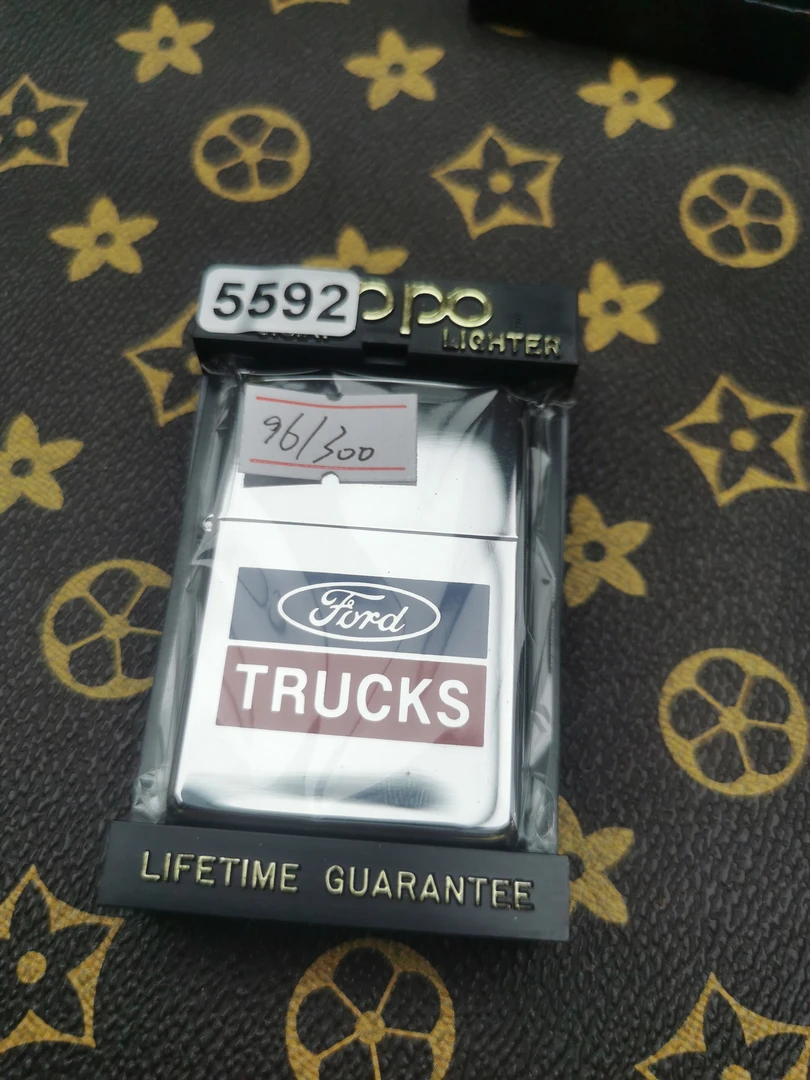 5592
ppo
LIGHTER
96/300
Ford
TRUCKS
LIFETIME GUARANTEE